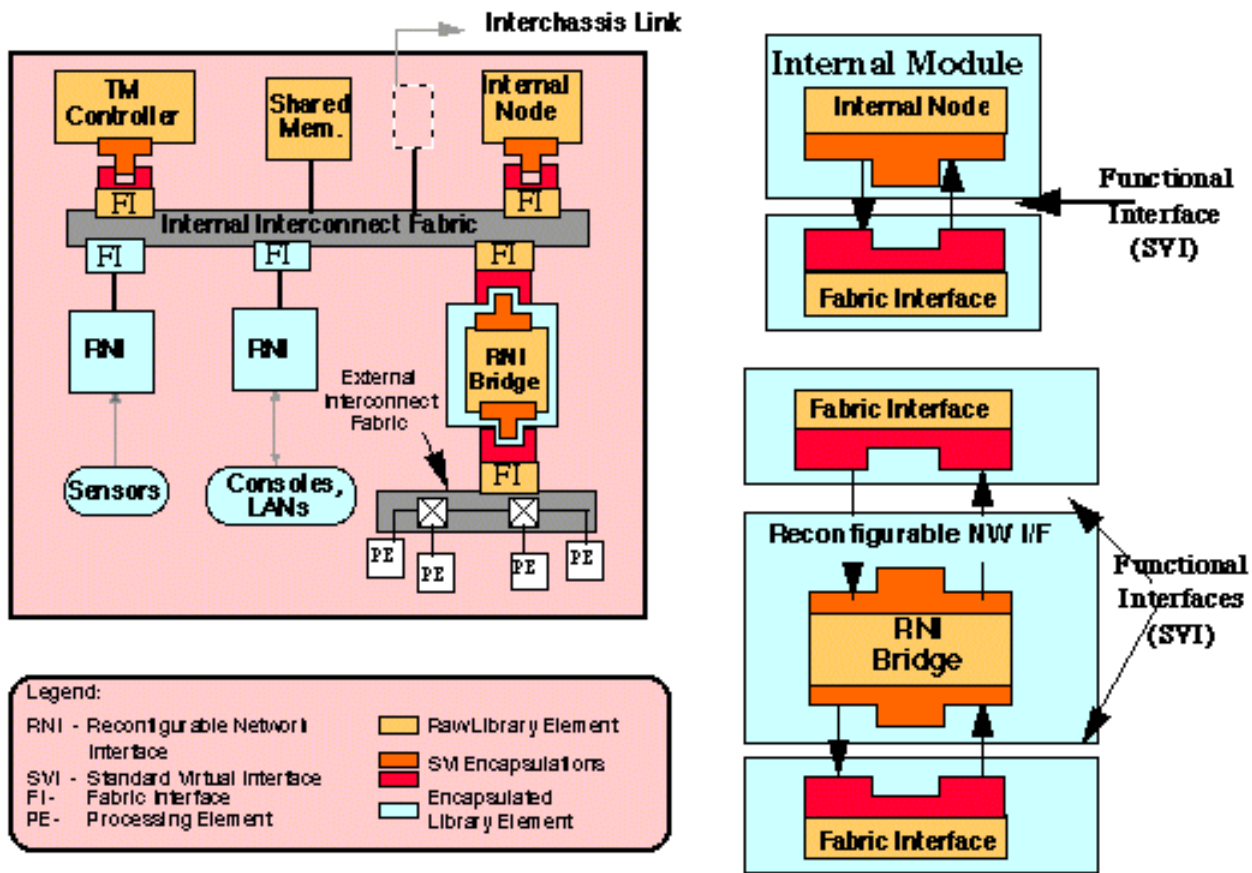 Interchassis Link
TM
Controller
Shared
Mem.
Internal
Node
FI
FI
Internal Interconnect Fabric
FI
FI
FI
RNI
RNI
RNI
Bridge
External
Interconnect
Fabric
Sensors
Consoles,
LANs
FI
PE
PE
PE
PE
Internal Module
Internal Node
Functional
Interface
(SVI)
Fabric Interface
Fabric Interface
Reconfigurable NW I/F
RNI
Bridge
Functional
Interfaces
(SVI)
Fabric Interface
Legend:
RNI - Reconfigurable Network
Interface
SVI - Standard Virtual Interface
FI - Fabric Interface
PE - Processing Element
Raw Library Element
SVI Encapsulations
Encapsulated
Library Element